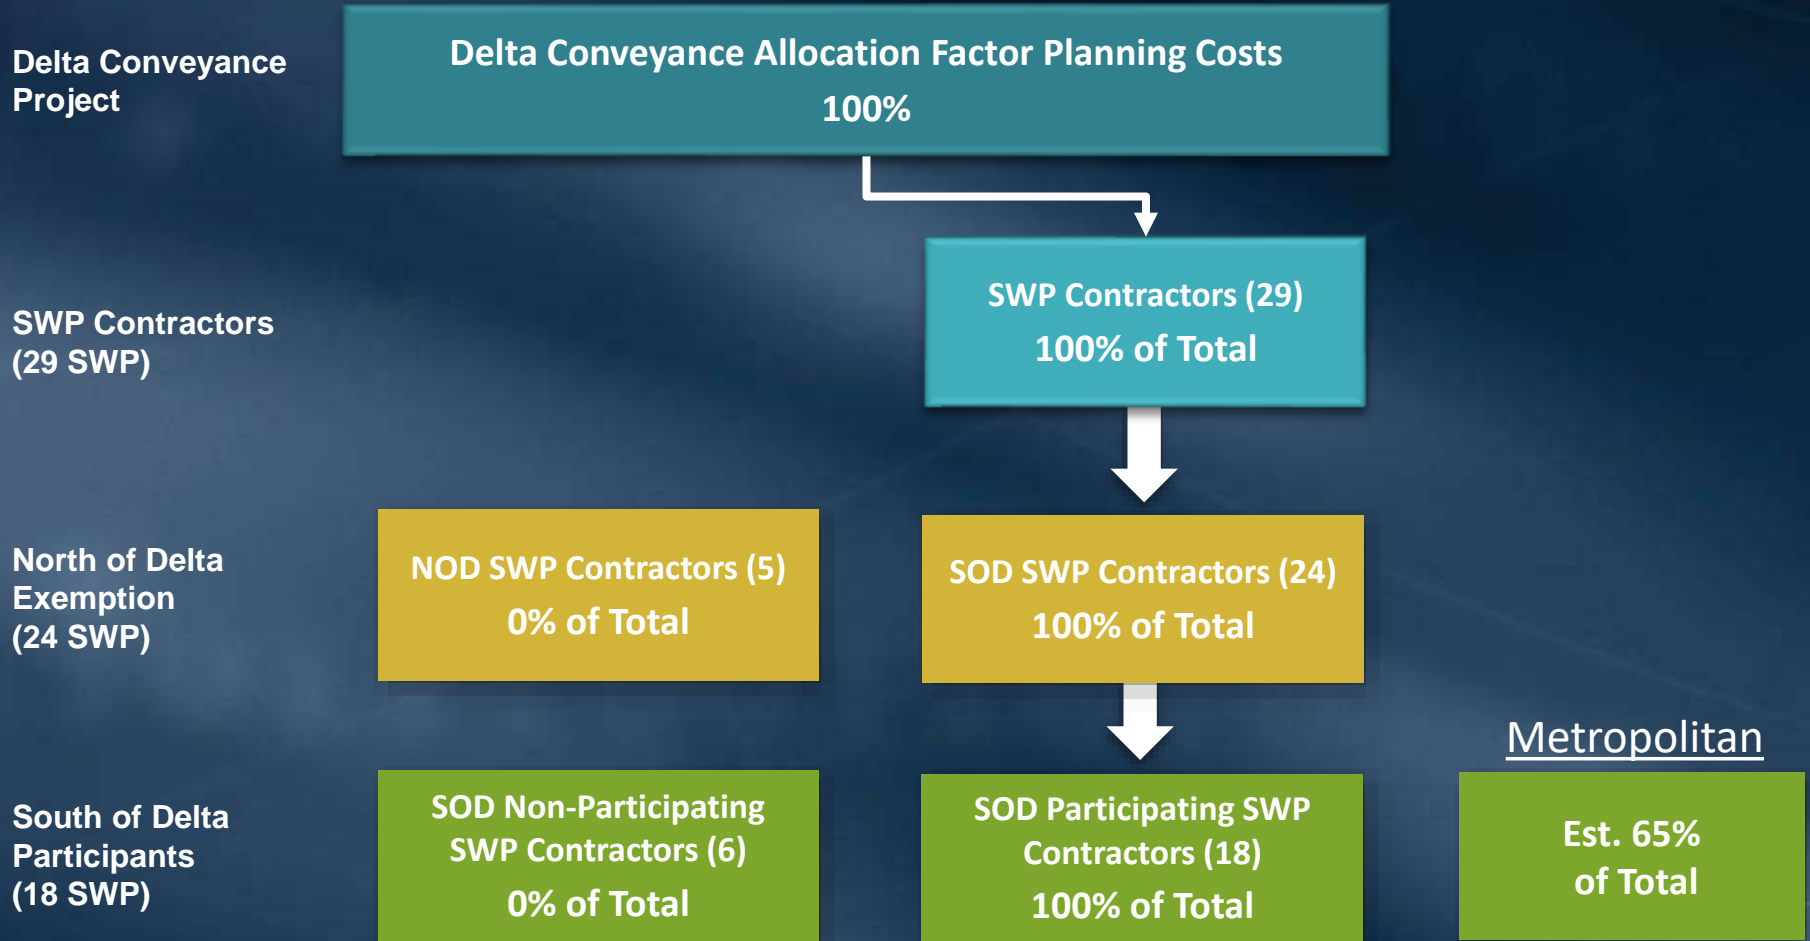 Delta Conveyance
Project
Delta Conveyance Allocation Factor Planning Costs
100%
SWP Contractors
(29 SWP)
SWP Contractors (29)
100% of Total
North of Delta
Exemption
(24 SWP)
NOD SWP Contractors (5)
0% of Total
SOD SWP Contractors (24)
100% of Total
South of Delta
Participants
(18 SWP)
SOD Non-Participating
SWP Contractors (6)
0% of Total
SOD Participating SWP
Contractors (18)
100% of Total
Metropolitan
Est. 65%
of Total